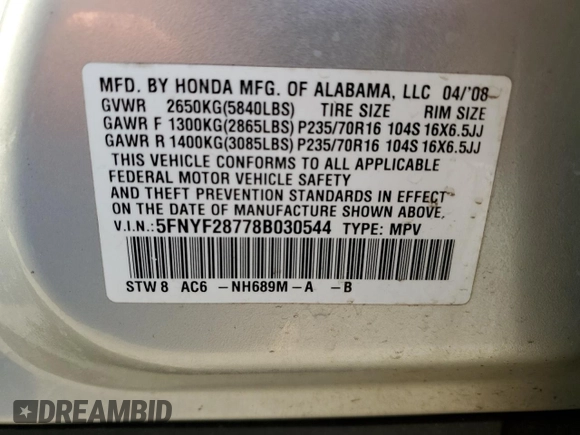 MFD. BY HONDA MFG. OF ALABAMA, LLC 04/'08
GVWR 2650KG(5840LBS) TIRE SIZE RIM SIZE
GAWR F 1300KG(2865LBS) P235/70R16 104S 16X6.5JJ
GAWR R 1400KG(3085LBS) P235/70R16 104S 16X6.5JJ
THIS VEHICLE CONFORMS TO ALL APPLICABLE
FEDERAL MOTOR VEHICLE SAFETY
AND THEFT PREVENTION STANDARDS IN EFFECT
ON THE DATE OF MANUFACTURE SHOWN ABOVE.
V.I.N.: 5FNYF28778B030544 TYPE: MPV
STW8 AC6 -NH689M-A -B
DREAMBID